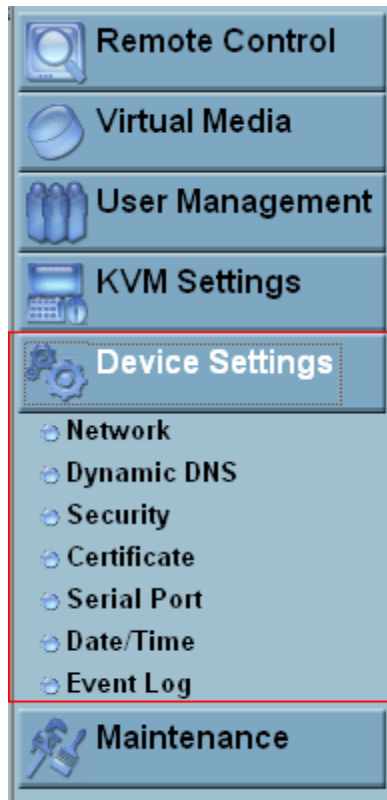 Remote Control
Virtual Media
User Management
KVM Settings
Device Settings
Network
Dynamic DNS
Security
Certificate
Serial Port
Date/Time
Event Log
Maintenance